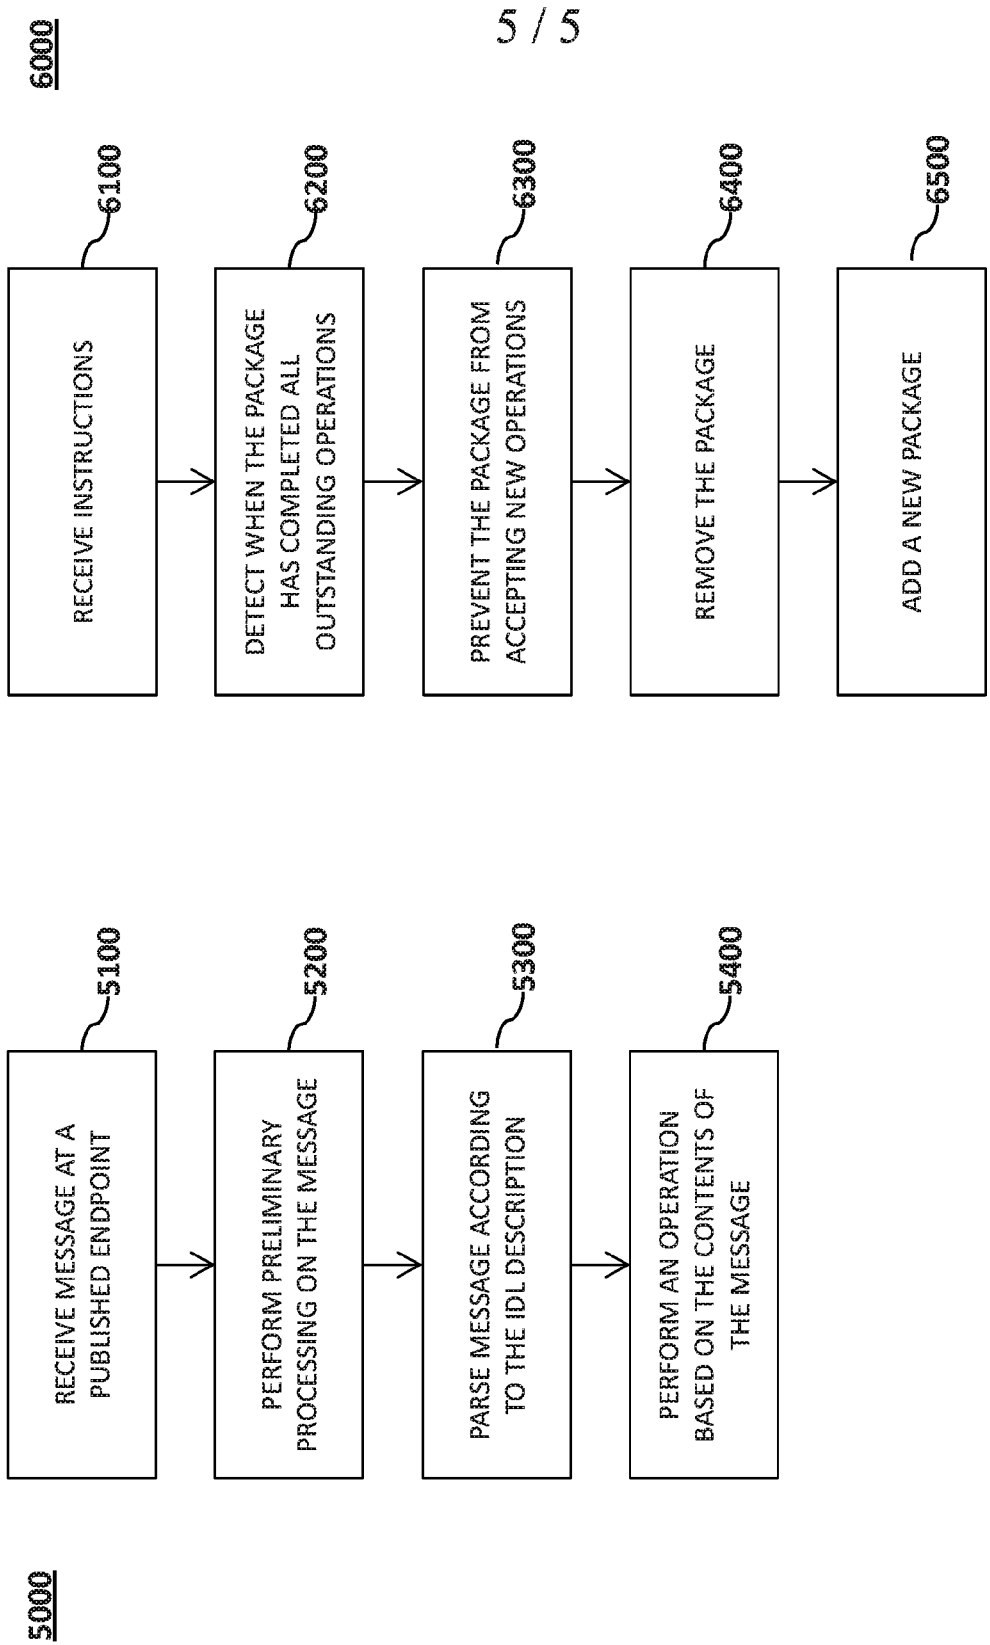 5 / 5
5000
RECEIVE MESSAGE AT A
PUBLISHED ENDPOINT
5100
PERFORM PRELIMINARY
PROCESSING ON THE MESSAGE
5200
PARSE MESSAGE ACCORDING
TO THE IDL DESCRIPTION
5300
PERFORM AN OPERATION
BASED ON THE CONTENTS OF
THE MESSAGE
5400
6000
RECEIVE INSTRUCTIONS
6100
DETECT WHEN THE PACKAGE
HAS COMPLETED ALL
OUTSTANDING OPERATIONS
6200
PREVENT THE PACKAGE FROM
ACCEPTING NEW OPERATIONS
6300
REMOVE THE PACKAGE
6400
ADD A NEW PACKAGE
6500